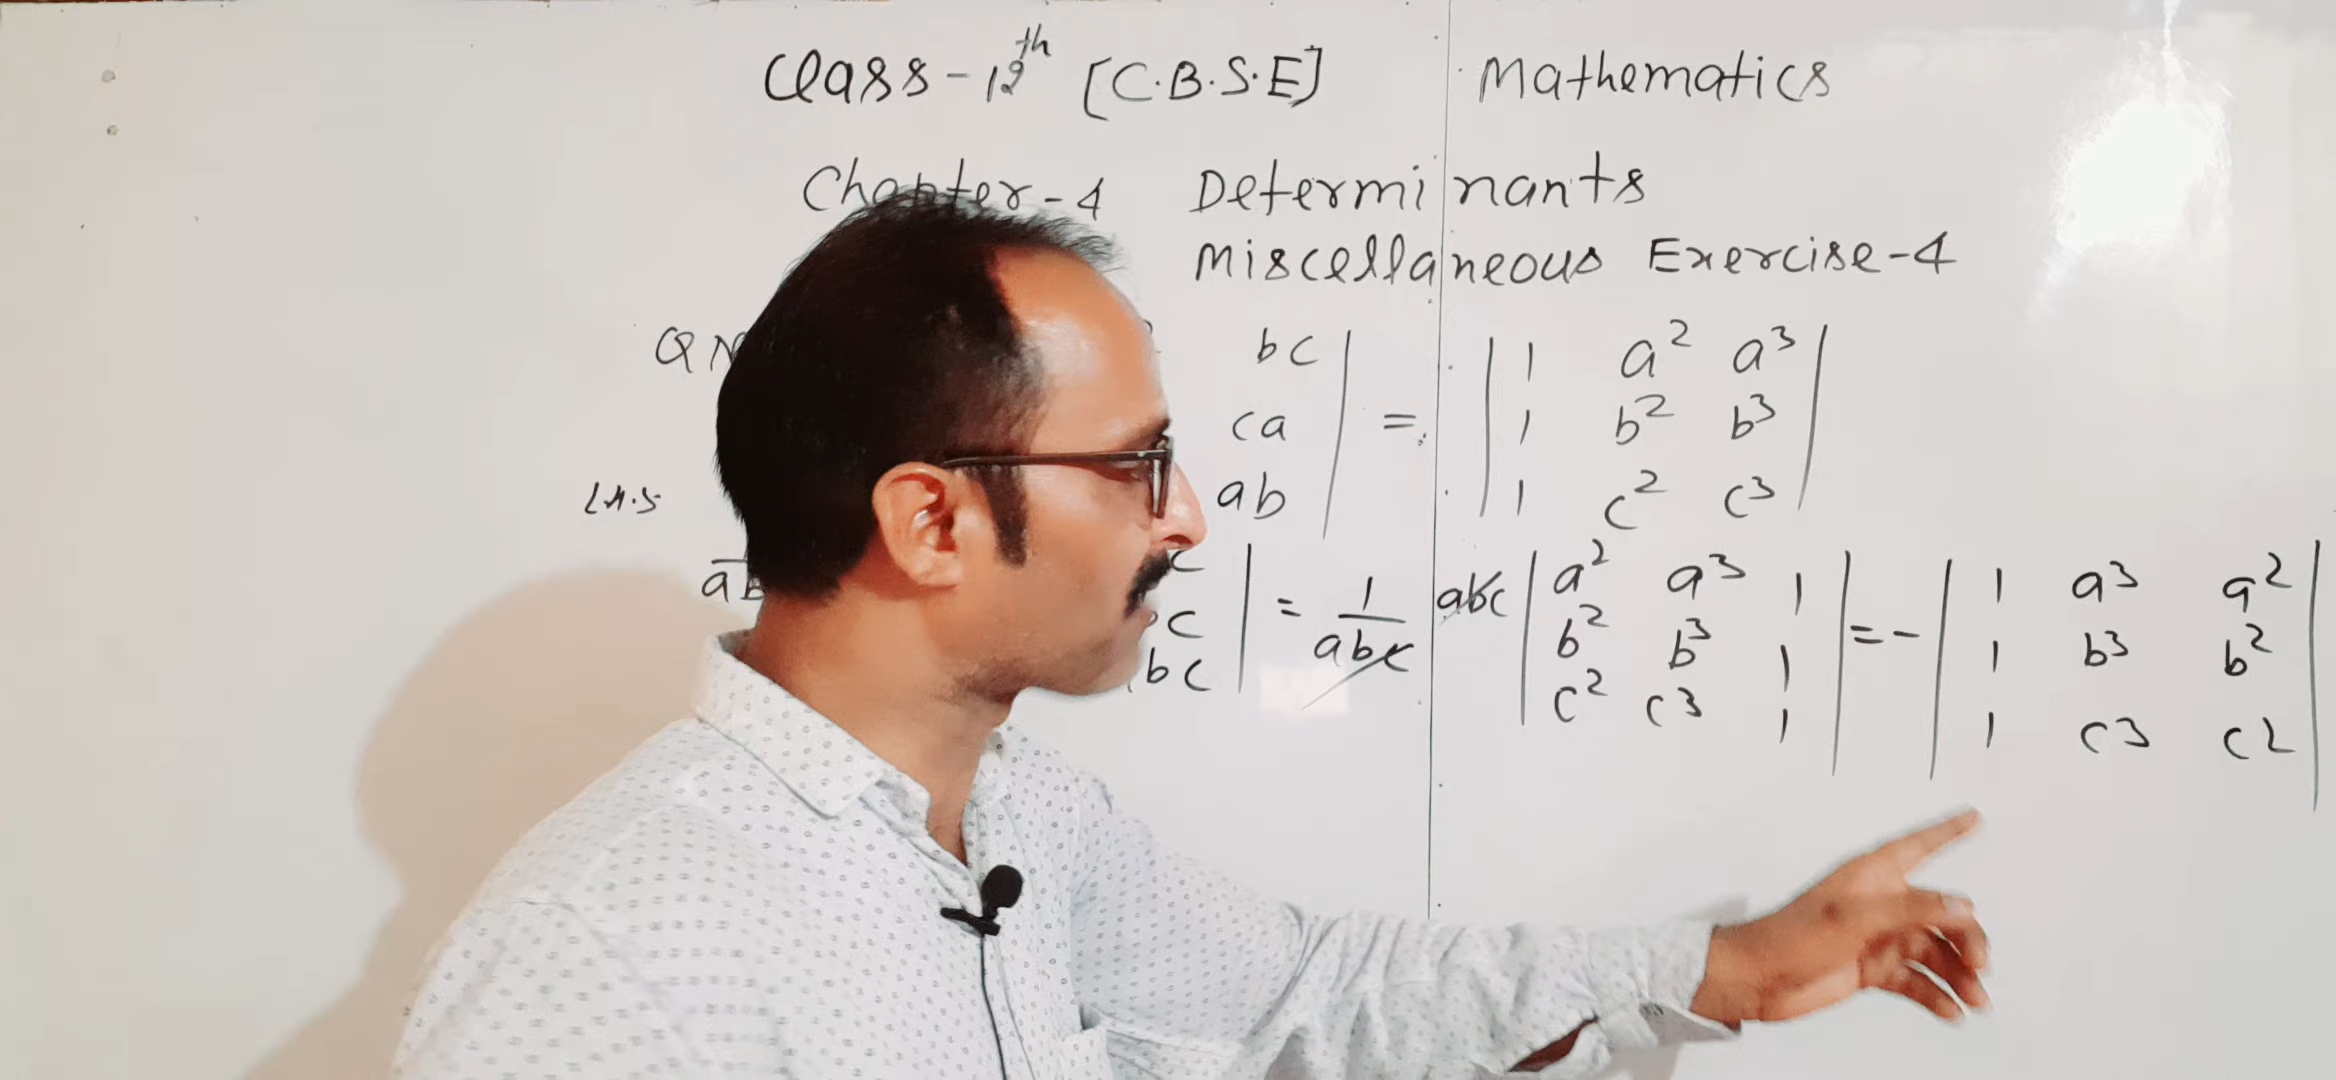 Class-12th [C.B.S.E] Mathematics
Chapter-4 Determinants
Miscellaneous Exercise-4
Q N bc | = | 1 a² a³ |
ca 1 b² b³
L.H.S ab 1 c² c³
= 1/abc abc | a² a³ 1 | = - | 1 a³ a² |
bc b² b³ 1 1 b³ b²
c² c³ 1 1 c³ c²